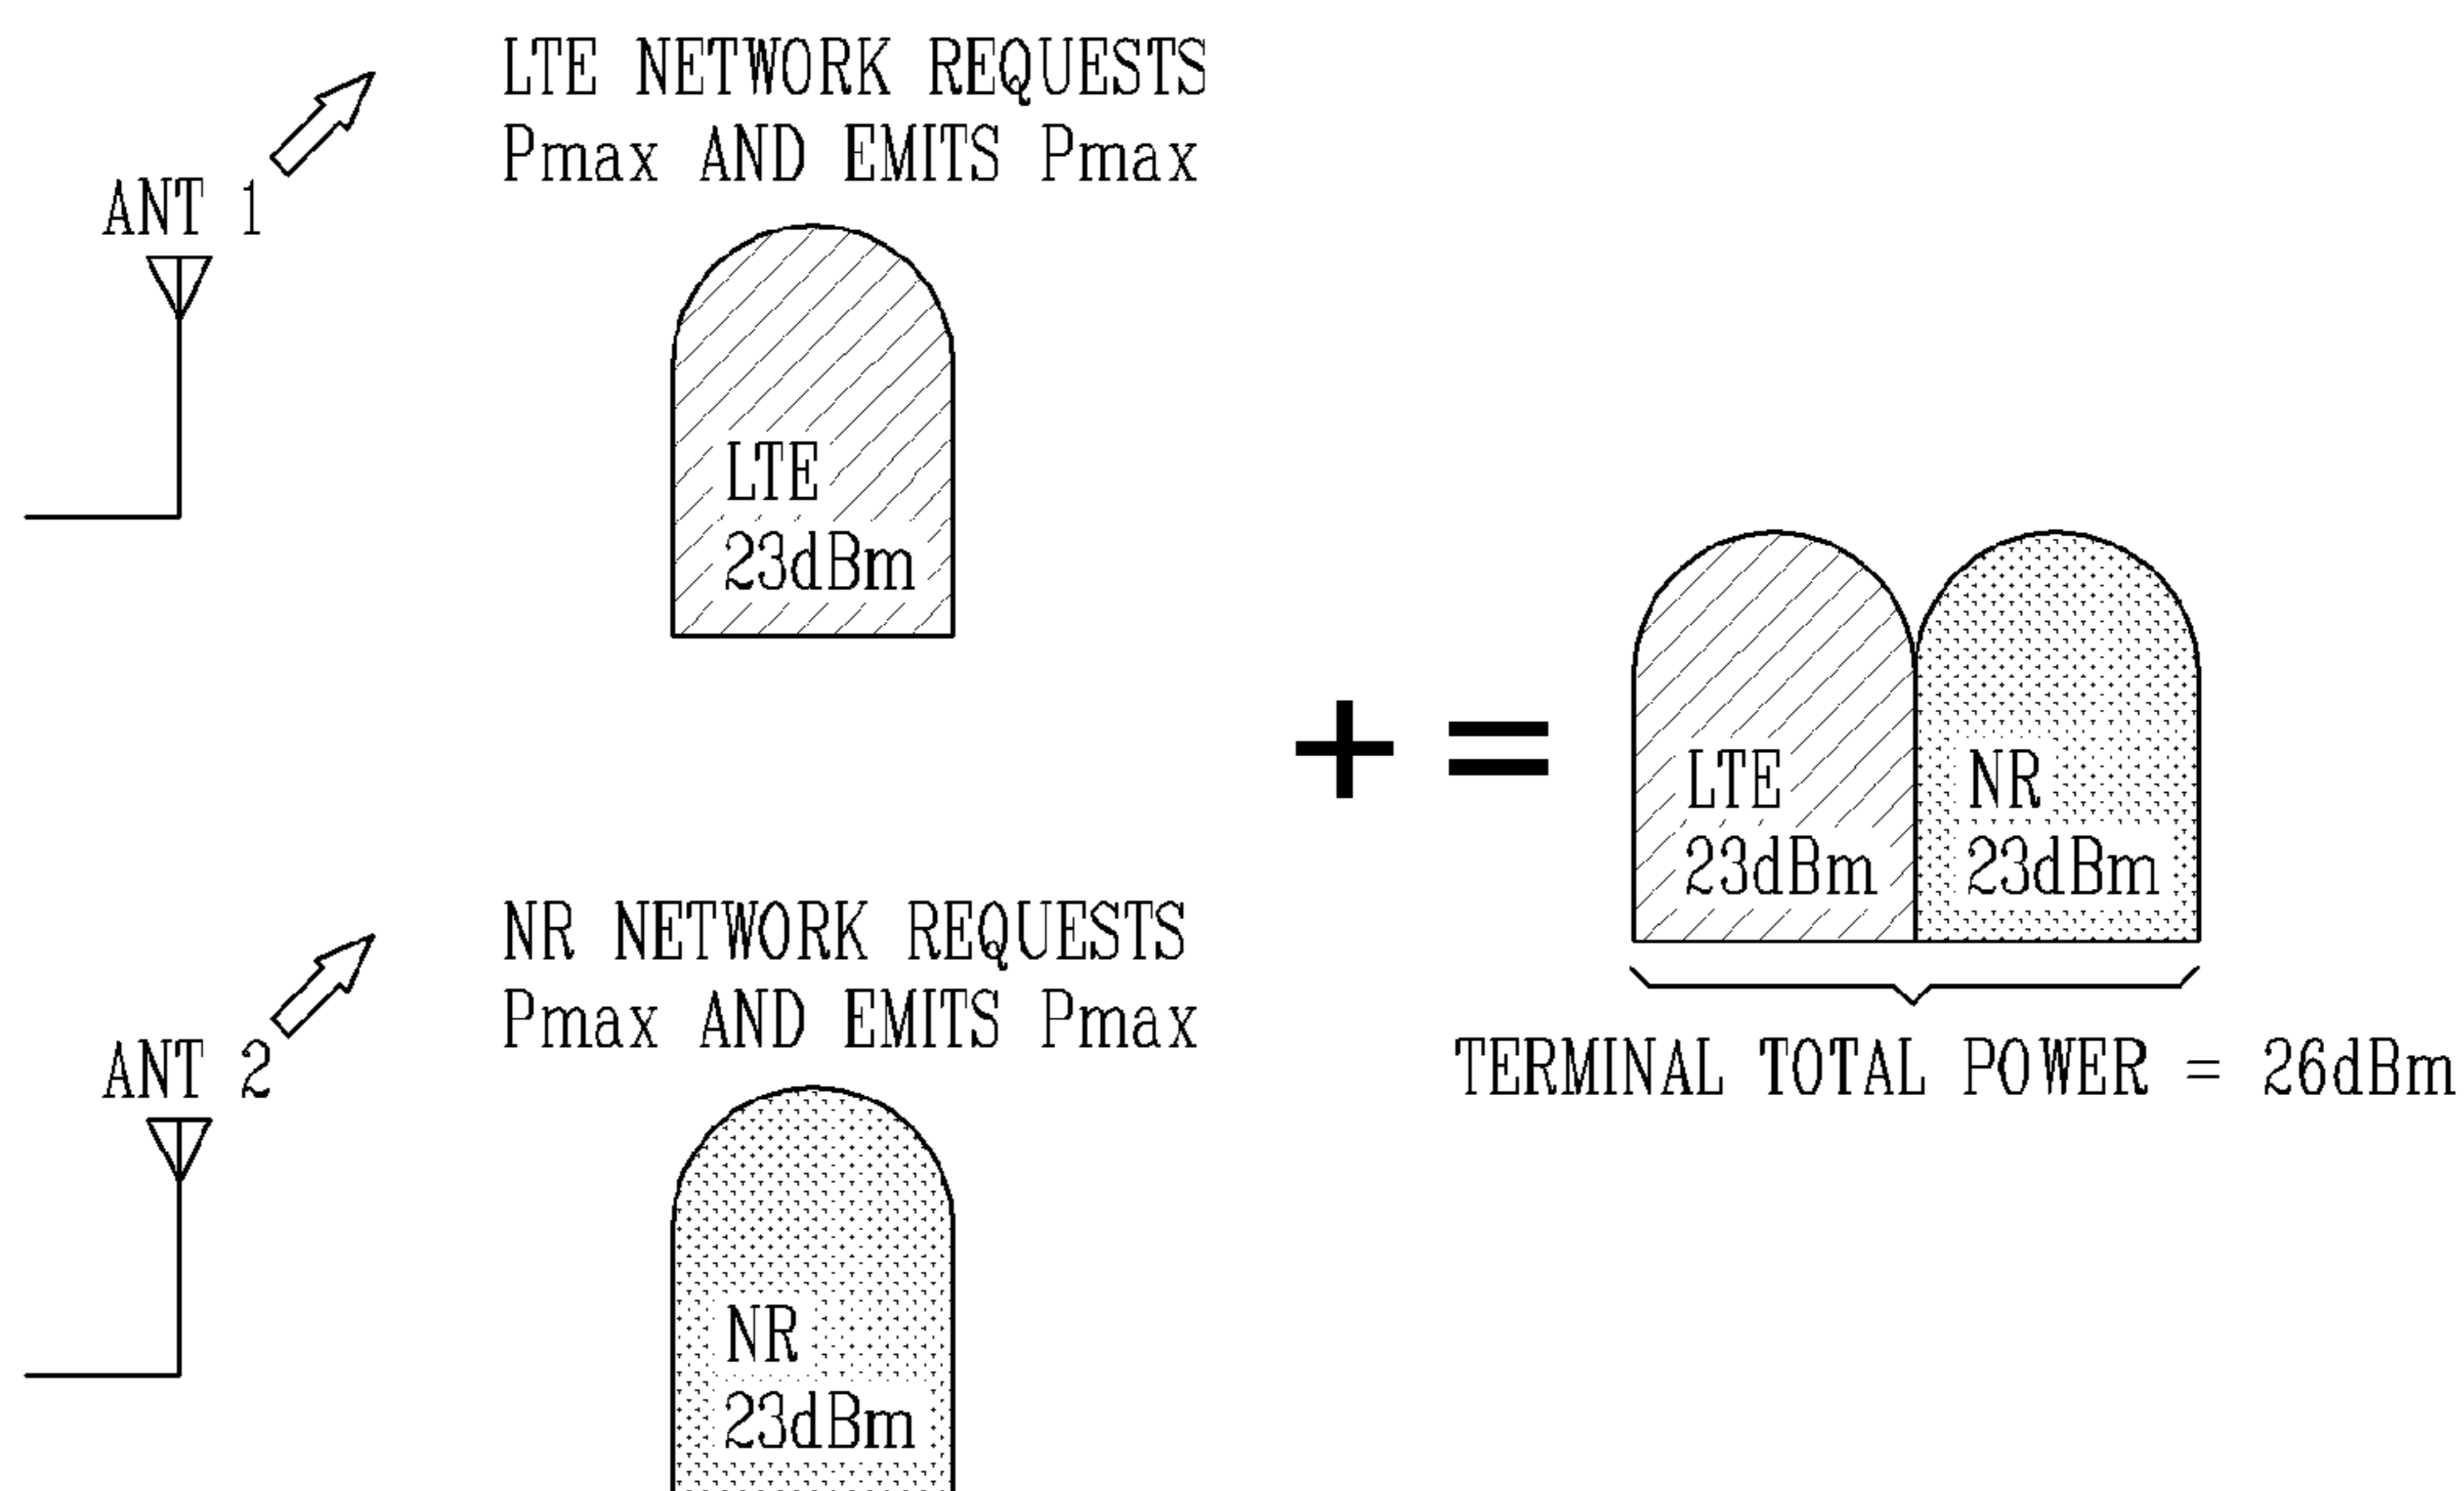 LTE NETWORK REQUESTS
Pmax AND EMITS Pmax
ANT 1
LTE
23dBm
+ =
LTE
23dBm
NR
23dBm
TERMINAL TOTAL POWER = 26dBm
NR NETWORK REQUESTS
Pmax AND EMITS Pmax
ANT 2
NR
23dBm